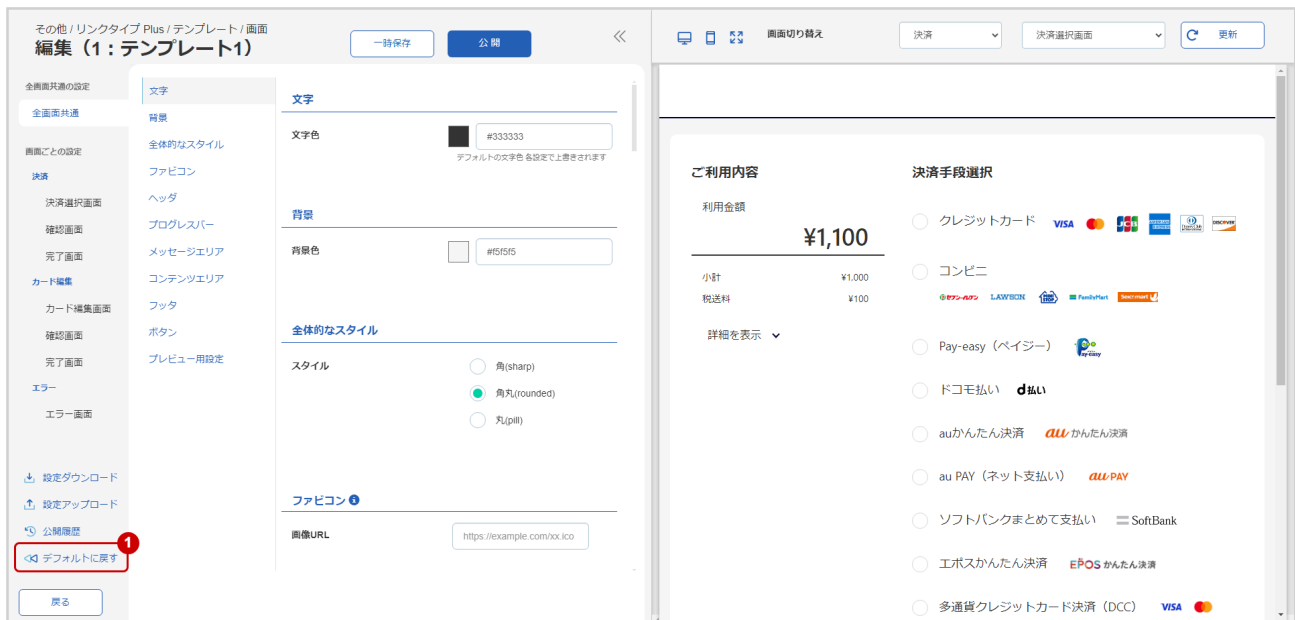 その他 / リンクタイプ Plus / テンプレート / 画面
編集（1：テンプレート1）
一時保存
公開
全画面共通の設定
全画面共通
画面ごとの設定
決済
決済選択画面
確認画面
完了画面
カード編集
カード編集画面
確認画面
完了画面
エラー
エラー画面
設定ダウンロード
設定アップロード
公開履歴
デフォルトに戻す
1
戻る
文字
背景
全体的なスタイル
ファビコン
ヘッダ
プログレスバー
メッセージエリア
コンテンツエリア
フッタ
ボタン
プレビュー用設定
文字
文字色
#333333
デフォルトの文字色 各設定で上書きされます
背景
背景色
#f5f5f5
全体的なスタイル
スタイル
角(sharp)
角丸(rounded)
丸(pill)
ファビコン
画像URL
https://example.com/xx.ico
画面切り替え
決済
決済選択画面
更新
ご利用内容
利用金額
¥1,100
小計 ¥1,000
税送料 ¥100
詳細を表示
決済手段選択
クレジットカード VISA JCB
コンビニ
セブン-イレブン LAWSON FamilyMart Seicomart
Pay-easy（ペイジー） Pay-easy
ドコモ払い d払い
auかんたん決済 au かんたん決済
au PAY（ネット支払い） au PAY
ソフトバンクまとめて支払い SoftBank
エポスかんたん決済 EPOS かんたん決済
多通貨クレジットカード決済（DCC） VISA